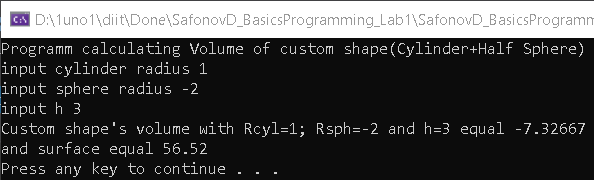 D:\1uno1\diit\Done\SafonovD_BasicsProgramming_Lab1\SafonovD_BasicsProgramm
Programm calculating Volume of custom shape(Cylinder+Half Sphere)
input cylinder radius 1
input sphere radius -2
input h 3
Custom shape's volume with Rcyl=1; Rsph=-2 and h=3 equal -7.32667
and surface equal 56.52
Press any key to continue . . .